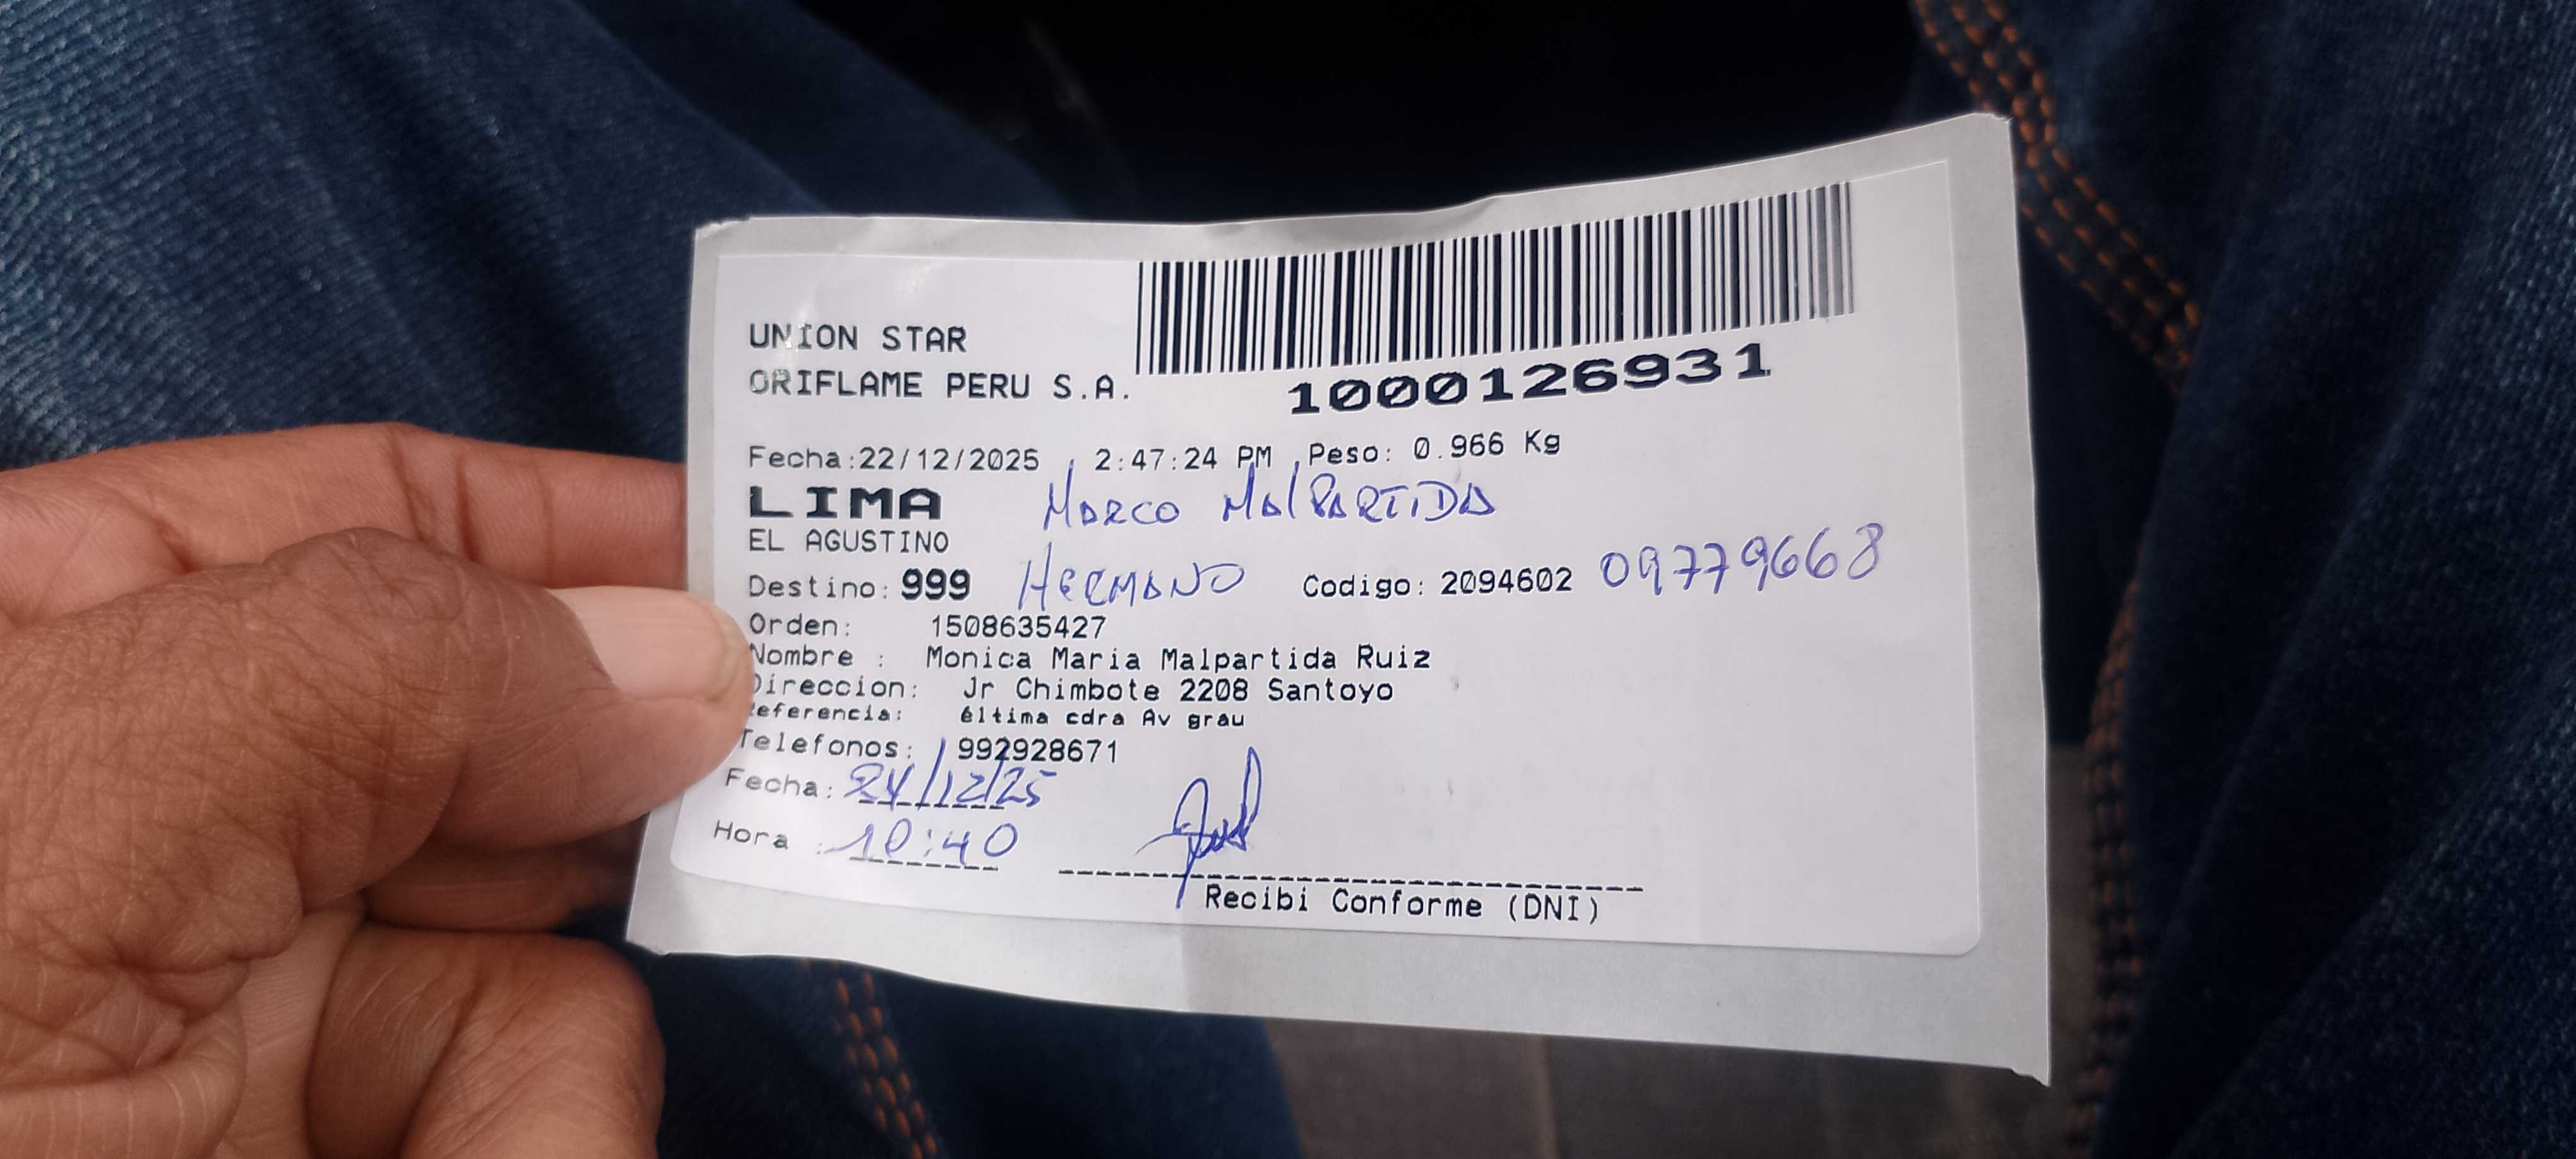 UNION STAR
ORIFLAME PERU S.A.
1000126931
Fecha:22/12/2025 2:47:24 PM Peso: 0.966 Kg
LIMA MARCO MALPARTIDA
EL AGUSTINO
Destino: 999 HERMANO Codigo: 2094602 09779668
Orden: 1508635427
Nombre : Monica Maria Malpartida Ruiz
Direccion: Jr Chimbote 2208 Santoyo
eferencia: éltima cdra Av grau
Telefonos: 992928671
Fecha: 24/12/25
Hora : 10:40
Recibi Conforme (DNI)